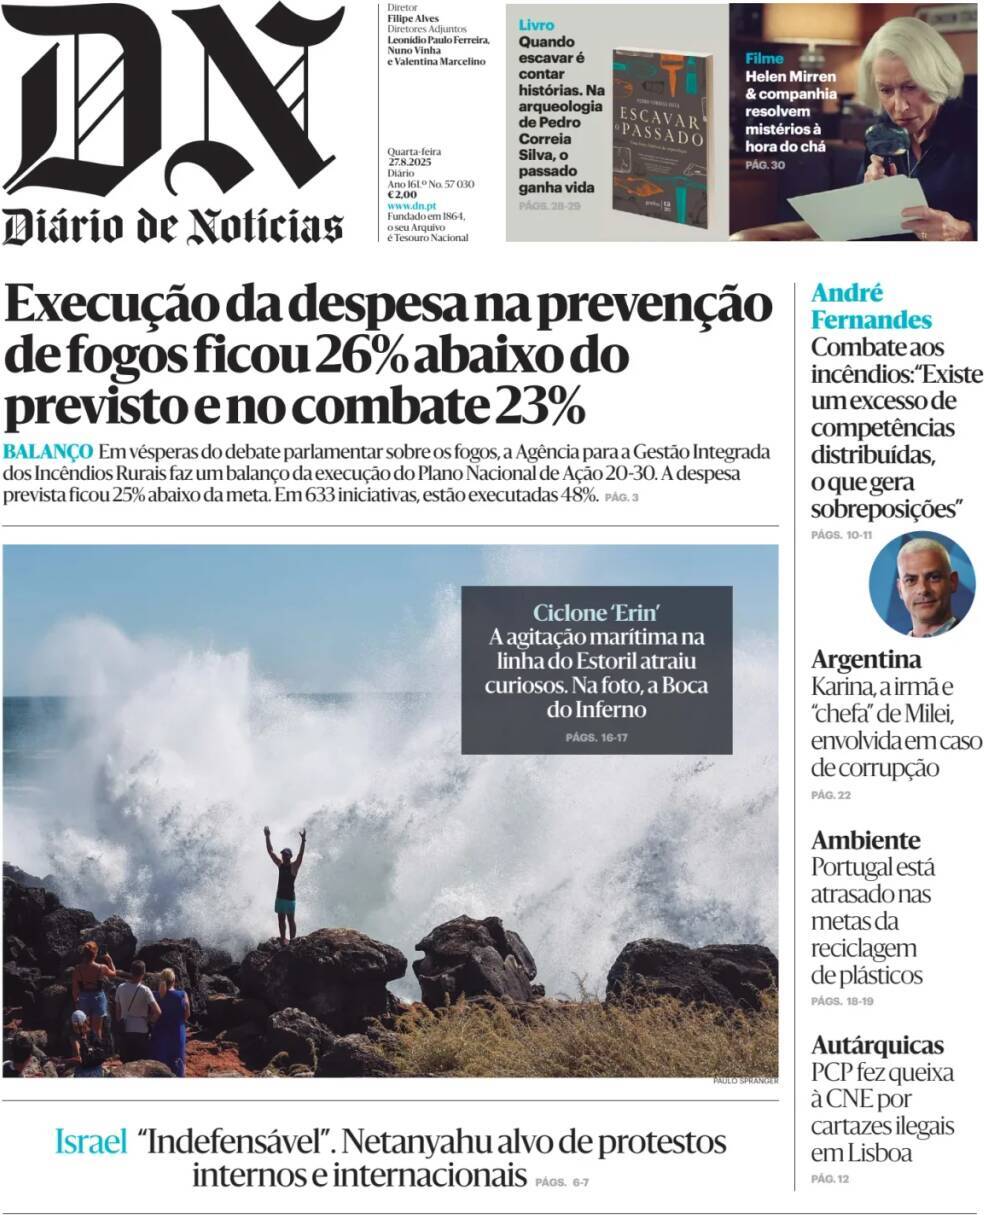 DN
Diário de Notícias
Diretor
Filipe Alves
Diretores Adjuntos
Leonídio Paulo Ferreira,
Nuno Vinha
e Valentina Marcelino
Quarta-feira
27.8.2025
Diário
Ano 161.º No. 57 030
€ 2,00
www.dn.pt
Fundado em 1864,
o seu Arquivo
é Tesouro Nacional
Livro
Quando
escavar é
contar
histórias. Na
arqueologia
de Pedro
Correia
Silva, o
passado
ganha vida
PÁGS. 28-29
ESCAVAR
O PASSADO
Filme
Helen Mirren
& companhia
resolvem
mistérios à
hora do chá
PÁG. 30
Execução da despesa na prevenção
de fogos ficou 26% abaixo do
previsto e no combate 23%
BALANÇO Em vésperas do debate parlamentar sobre os fogos, a Agência para a Gestão Integrada
dos Incêndios Rurais faz um balanço da execução do Plano Nacional de Ação 20-30. A despesa
prevista ficou 25% abaixo da meta. Em 633 iniciativas, estão executadas 48%. PÁG. 3
Ciclone ‘Erin’
A agitação marítima na
linha do Estoril atraiu
curiosos. Na foto, a Boca
do Inferno
PÁGS. 16-17
PAULO SPRANGER
Israel “Indefensável”. Netanyahu alvo de protestos
internos e internacionais PÁGS. 6-7
André
Fernandes
Combate aos
incêndios: “Existe
um excesso de
competências
distribuídas,
o que gera
sobreposições”
PÁGS. 10-11
Argentina
Karina, a irmã e
“chefa” de Milei,
envolvida em caso
de corrupção
PÁG. 22
Ambiente
Portugal está
atrasado nas
metas da
reciclagem
de plásticos
PÁGS. 18-19
Autárquicas
PCP fez queixa
à CNE por
cartazes ilegais
em Lisboa
PÁG. 12